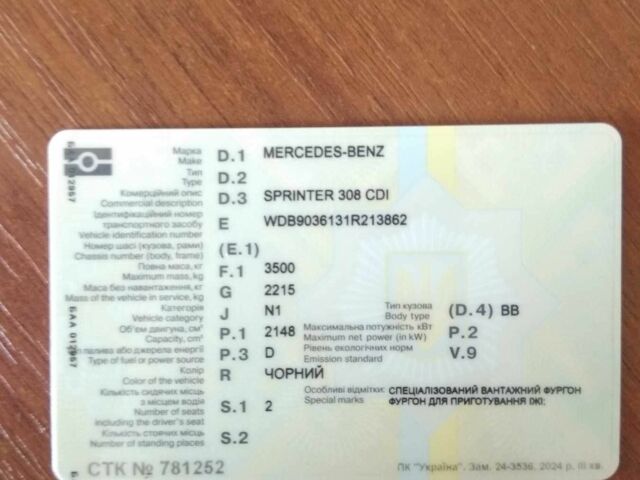 Марка D.1 MERCEDES-BENZ
Make
Тип D.2
Type
Комерційний опис D.3 SPRINTER 308 CDI
Commercial description
Ідентифікаційний номер
транспортного засобу E WDB9036131R213862
Vehicle identification number
Номер шасі (кузова, рами) (E.1)
Chassis number (body, frame)
Повна маса, кг F.1 3500
Maximum mass, kg
Маса без навантаження, кг G 2215
Mass of the vehicle in service, kg
Категорія J N1 Тип кузова (D.4) BB
Vehicle category Body type
Об'єм двигуна, см³ P.1 2148 Максимальна потужність кВт P.2
Capacity, cm³ Maximum net power (in kW)
палива або джерела енергії P.3 D Рівень екологічних норм V.9
Type of fuel or power source Emission standard
Колір R ЧОРНИЙ
Color of the vehicle
Кількість сидячих місць Особливі відмітки: СПЕЦІАЛІЗОВАНИЙ ВАНТАЖНИЙ ФУРГОН
з місцем водія S.1 2 Special marks ФУРГОН ДЛЯ ПРИГОТУВАННЯ ЇЖІ;
Number of seats
including the driver's seat
Кількість стоячих місць S.2
Number of standing places
СТК № 781252 ПК "Україна". Зам. 24-3536. 2024 р. III кв.
БАА 012957